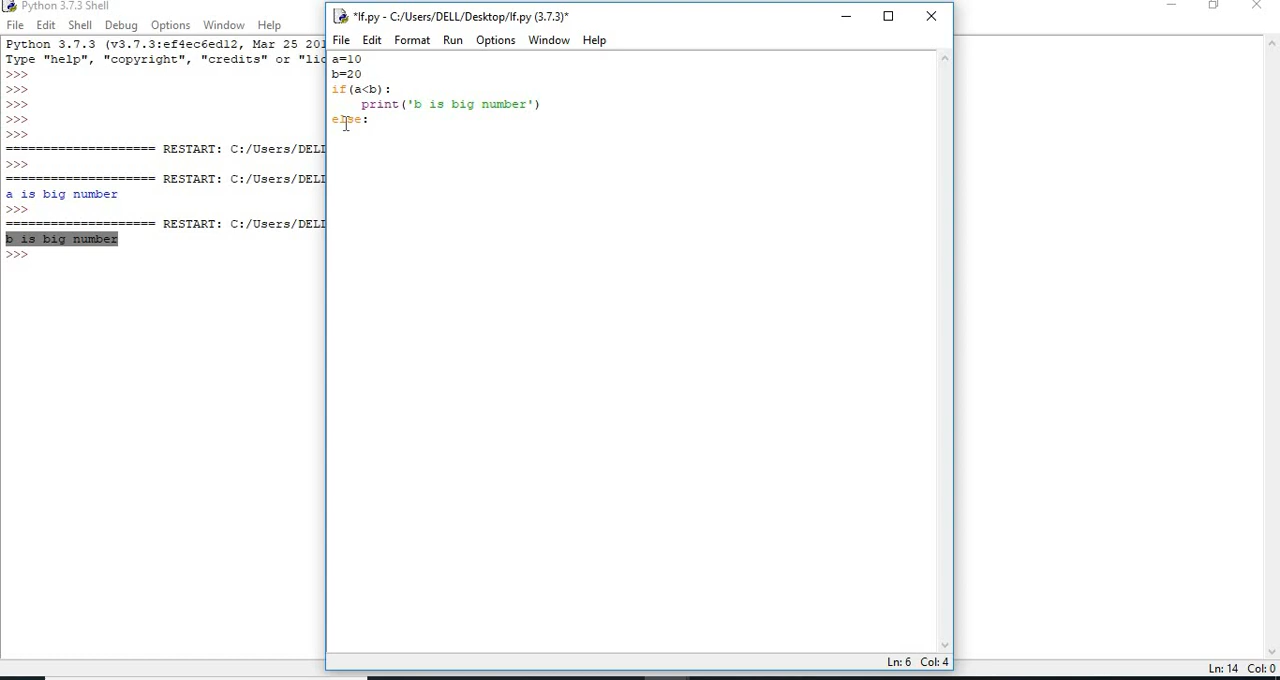 Python 3.7.3 Shell
File Edit Shell Debug Options Window Help
Python 3.7.3 (v3.7.3:ef4ec6ed12, Mar 25 201
Type "help", "copyright", "credits" or "lic
>>>
>>>
>>>
>>>
>>>
==================== RESTART: C:/Users/DELL
>>>
==================== RESTART: C:/Users/DELL
a is big number
>>>
==================== RESTART: C:/Users/DELL
b is big number
>>>
Ln: 14 Col: 0
*If.py - C:/Users/DELL/Desktop/If.py (3.7.3)*
File Edit Format Run Options Window Help
a=10
b=20
if(a<b):
    print('b is big number')
else:
Ln: 6 Col: 4